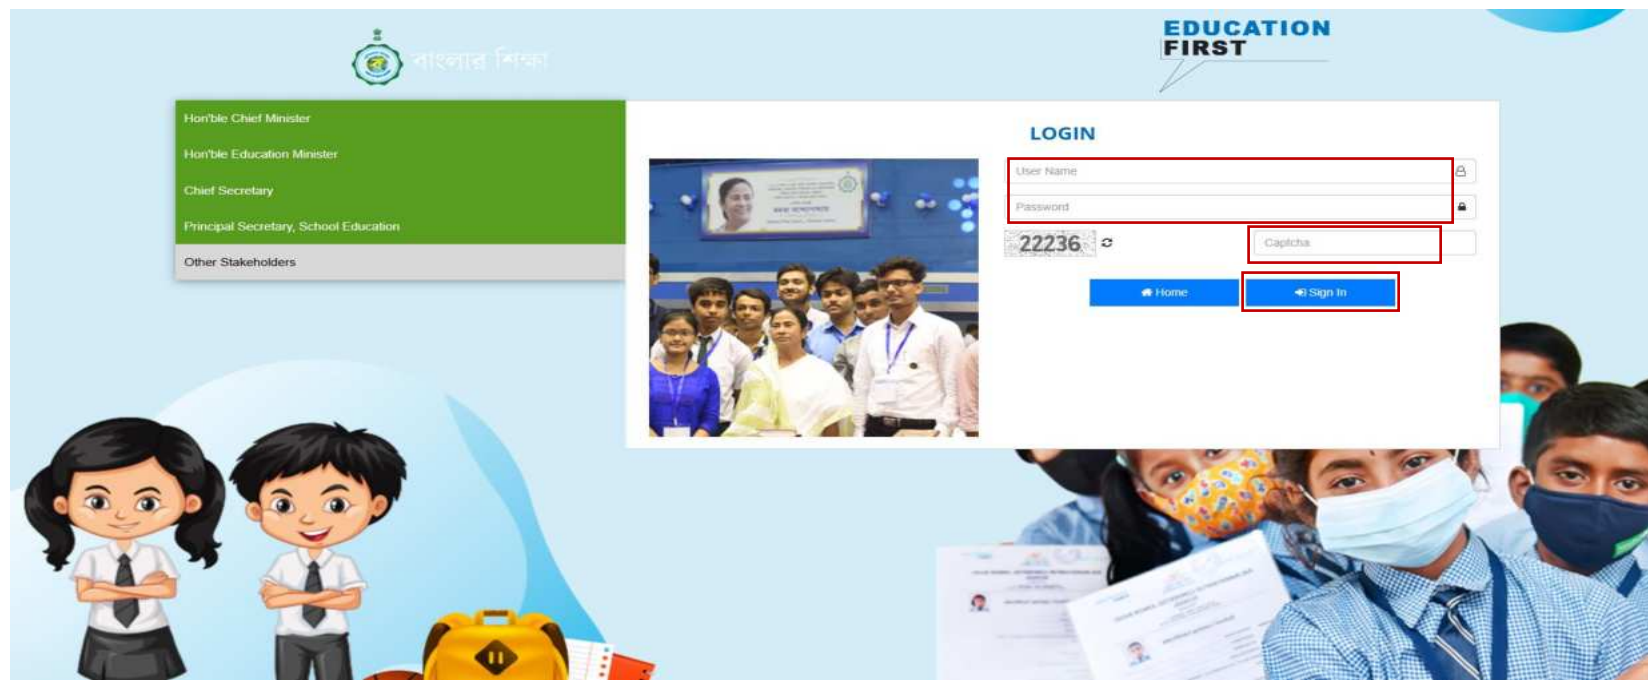 বাংলার শিক্ষা
EDUCATION
FIRST
Hon'ble Chief Minister
Hon'ble Education Minister
Chief Secretary
Principal Secretary, School Education
Other Stakeholders
LOGIN
User Name
Password
22236
Captcha
Home
Sign In